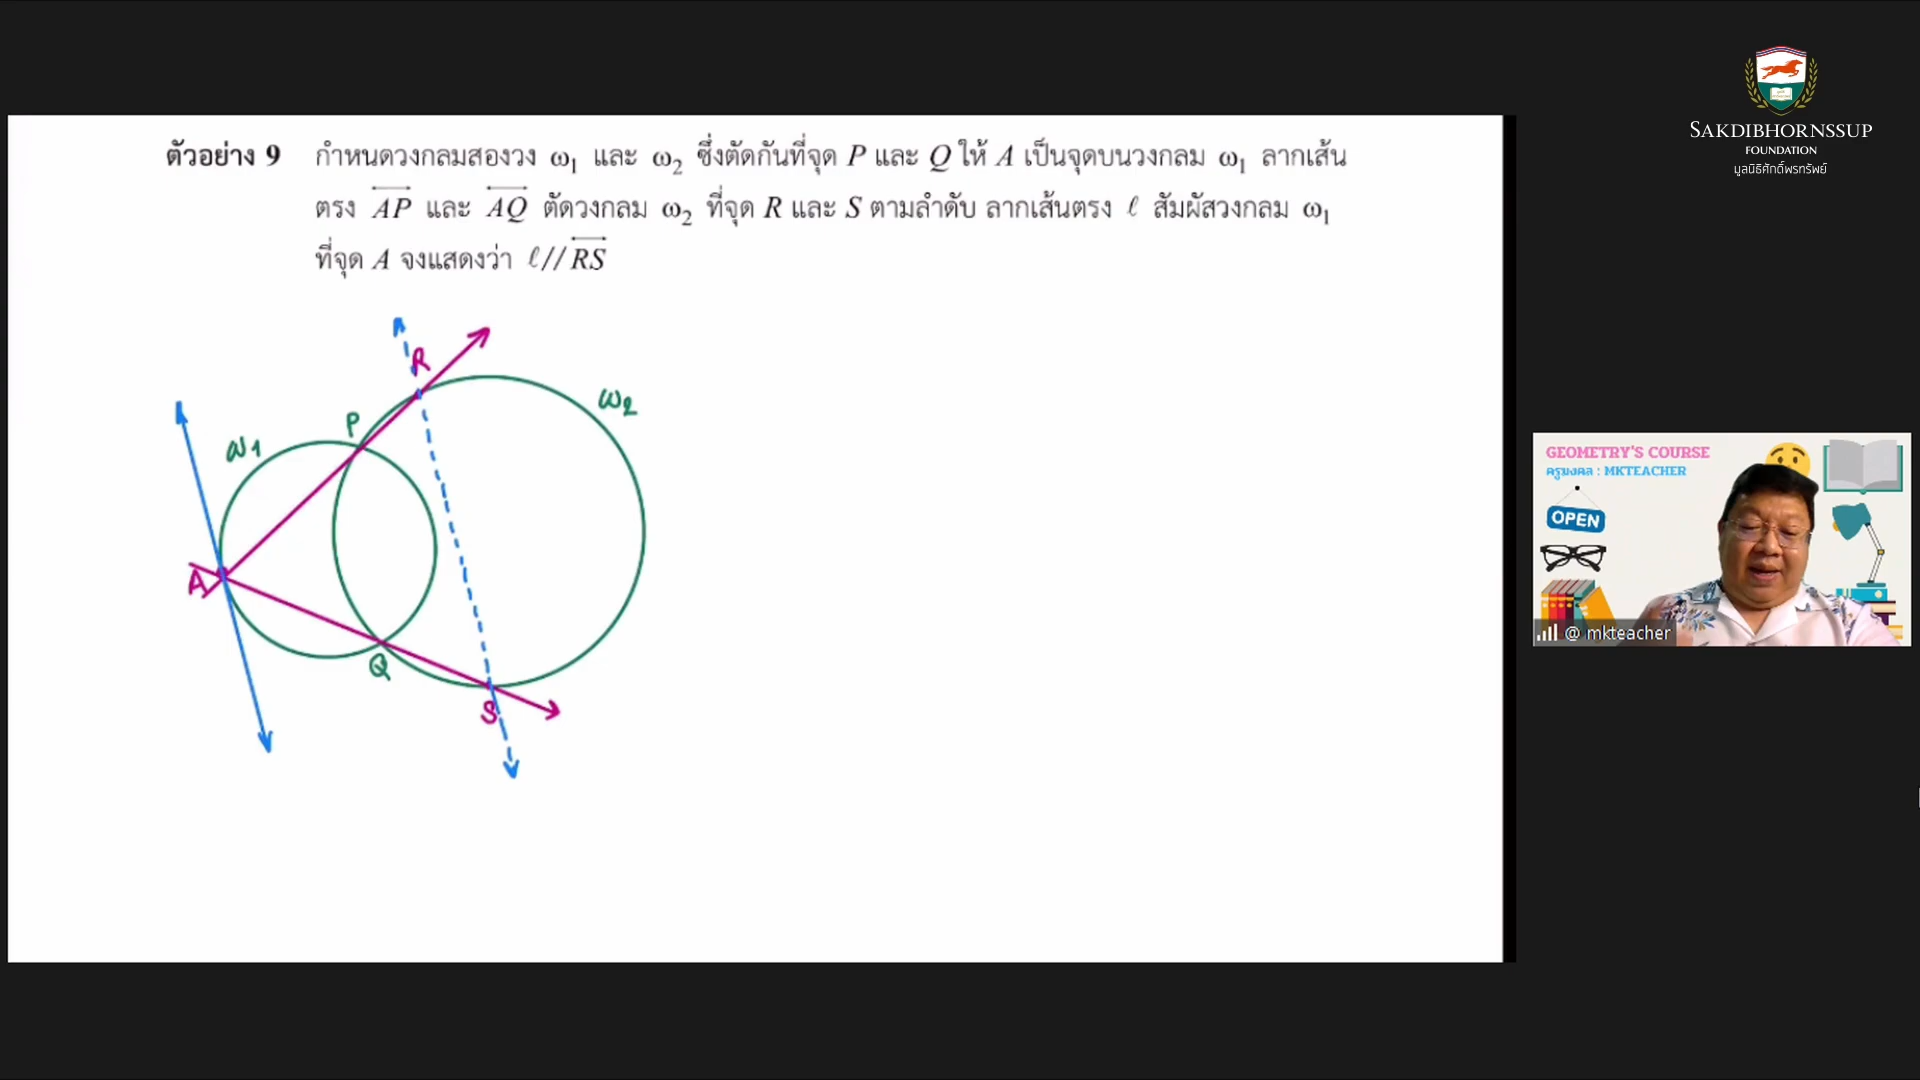 SAKDIBHORNSSUP
FOUNDATION
มูลนิธิศักดิ์พรทรัพย์
ตัวอย่าง 9 กำหนดวงกลมสองวง ω₁ และ ω₂ ซึ่งตัดกันที่จุด P และ Q ให้ A เป็นจุดบนวงกลม ω₁ ลากเส้น
ตรง AP และ AQ ตัดวงกลม ω₂ ที่จุด R และ S ตามลำดับ ลากเส้นตรง ℓ สัมผัสวงกลม ω₁
ที่จุด A จงแสดงว่า ℓ // RS
R
P
ω₂
ω1
A
Q
S
GEOMETRY'S COURSE
ครูมงคล : MKTEACHER
OPEN
@ mkteacher